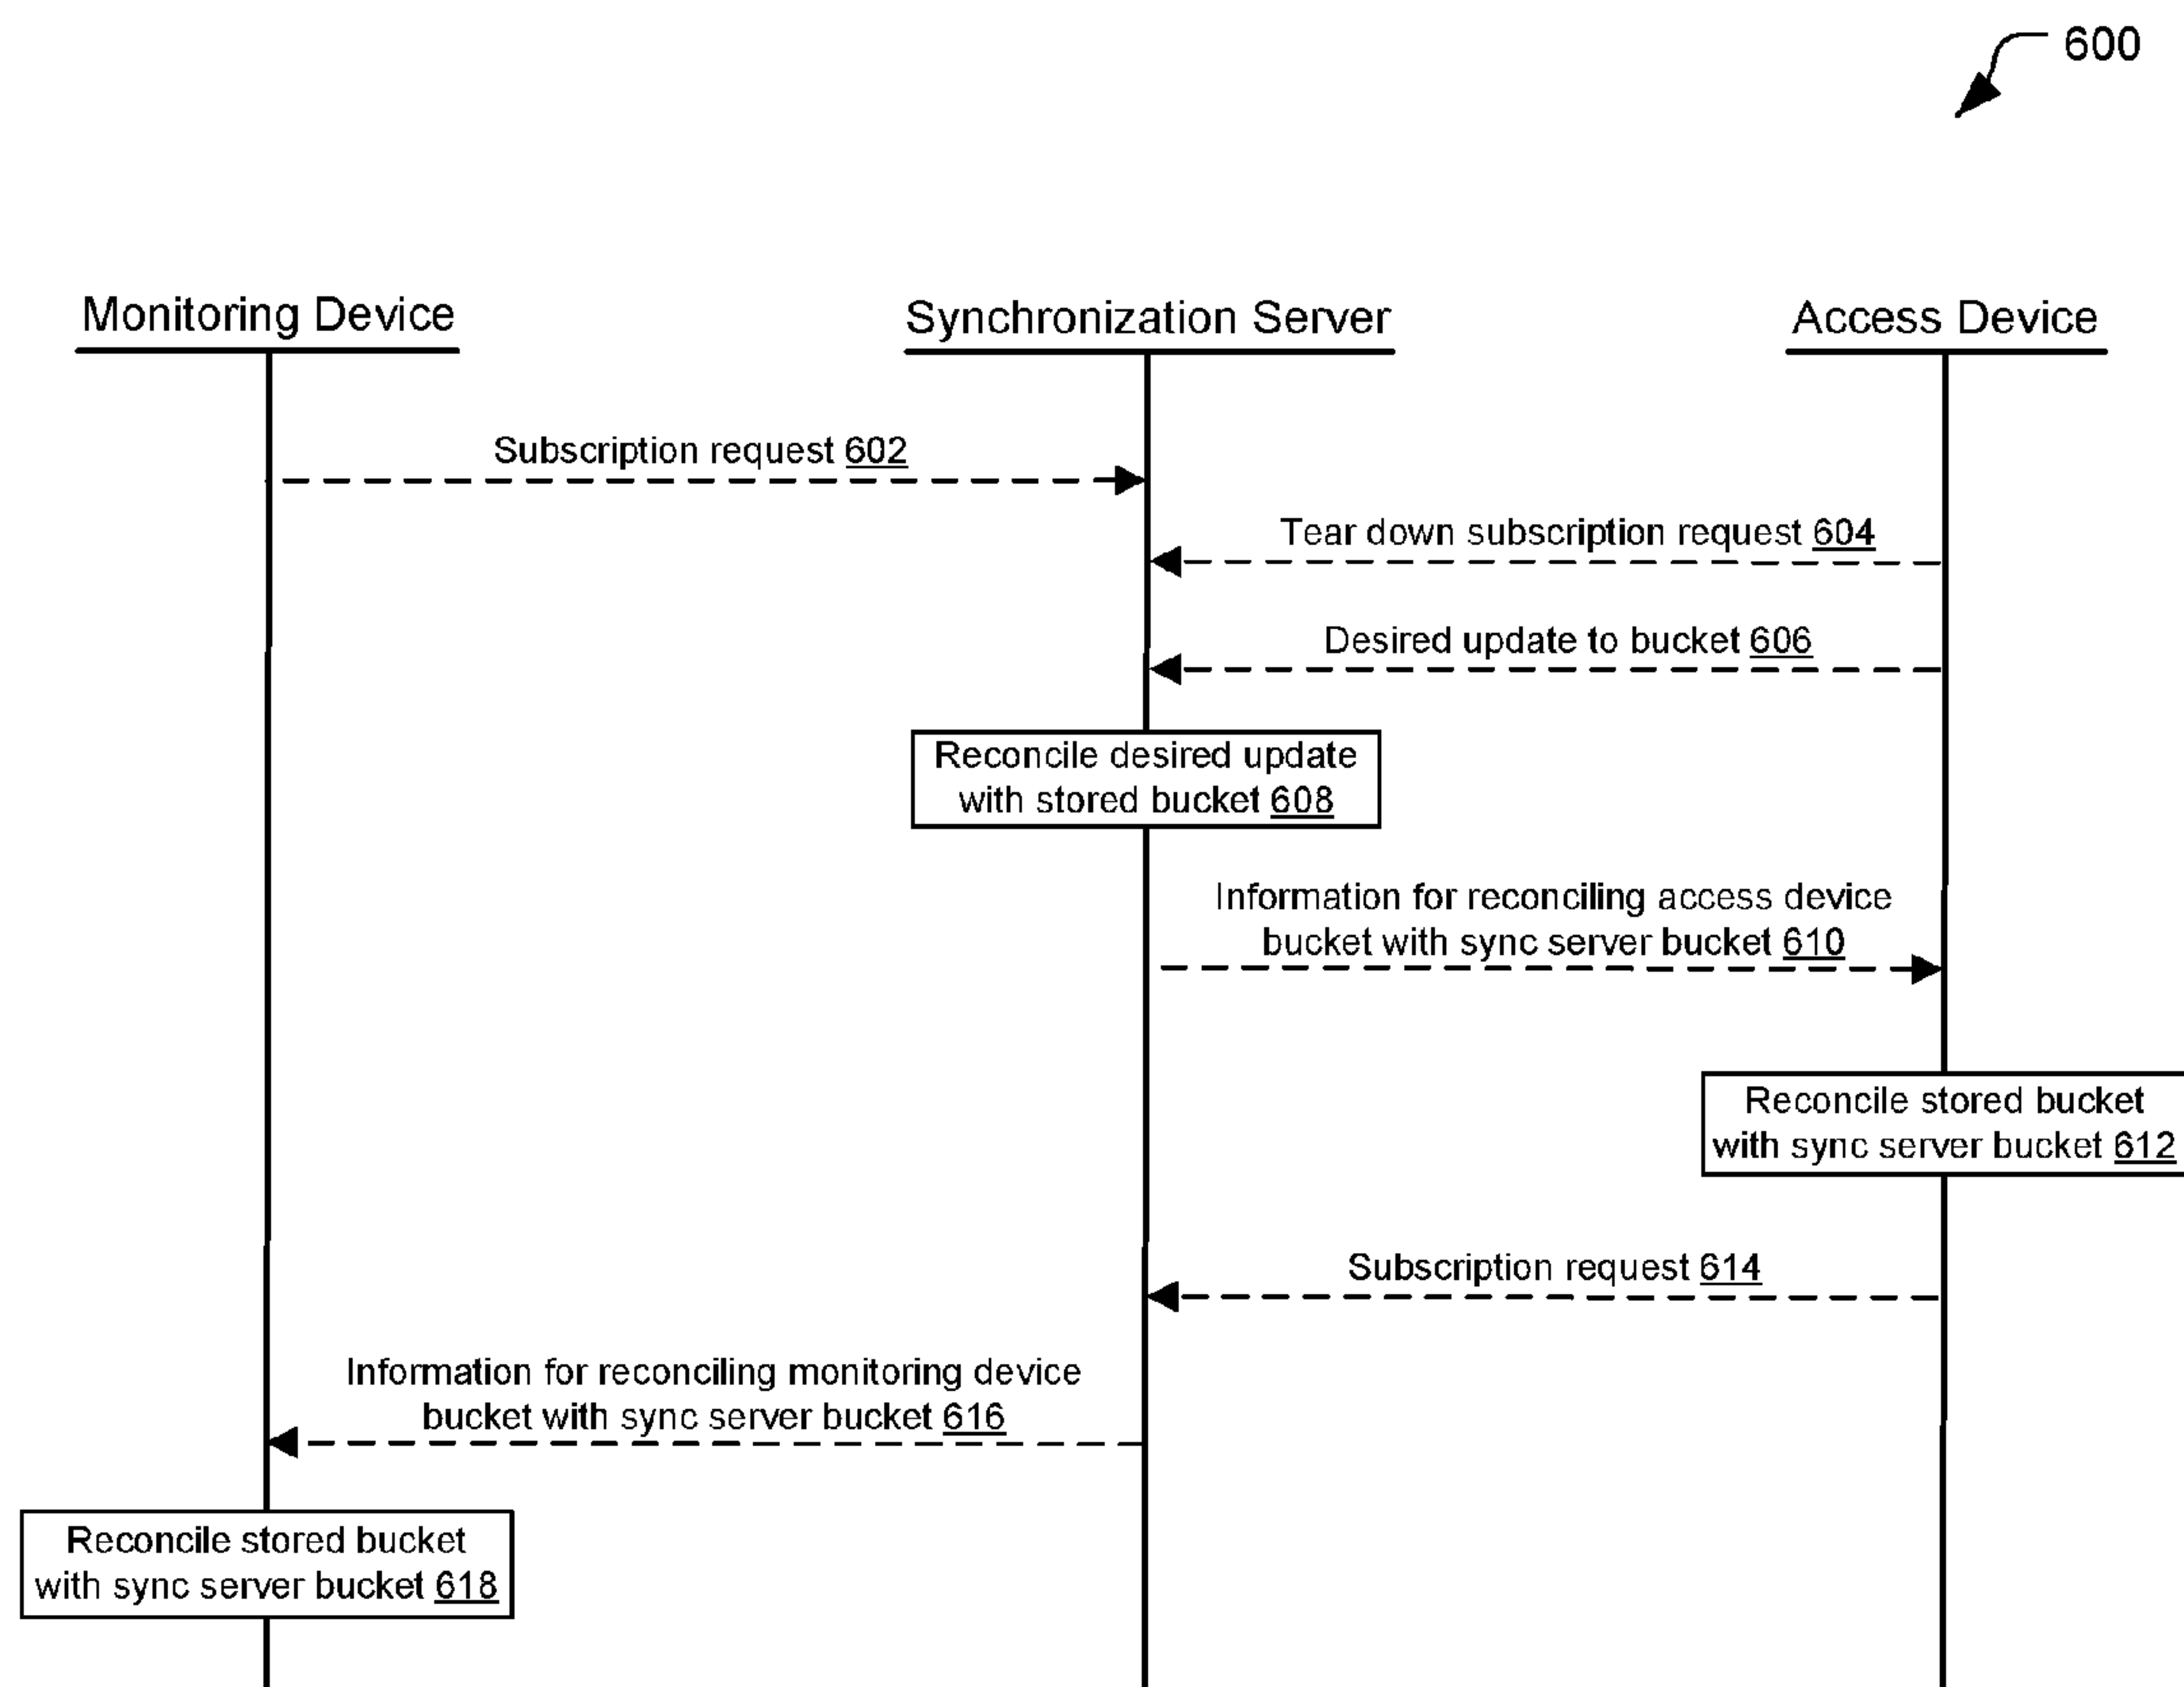 600
Monitoring Device
Synchronization Server
Access Device
Subscription request 602
Tear down subscription request 604
Desired update to bucket 606
Reconcile desired update
with stored bucket 608
Information for reconciling access device
bucket with sync server bucket 610
Reconcile stored bucket
with sync server bucket 612
Subscription request 614
Information for reconciling monitoring device
bucket with sync server bucket 616
Reconcile stored bucket
with sync server bucket 618